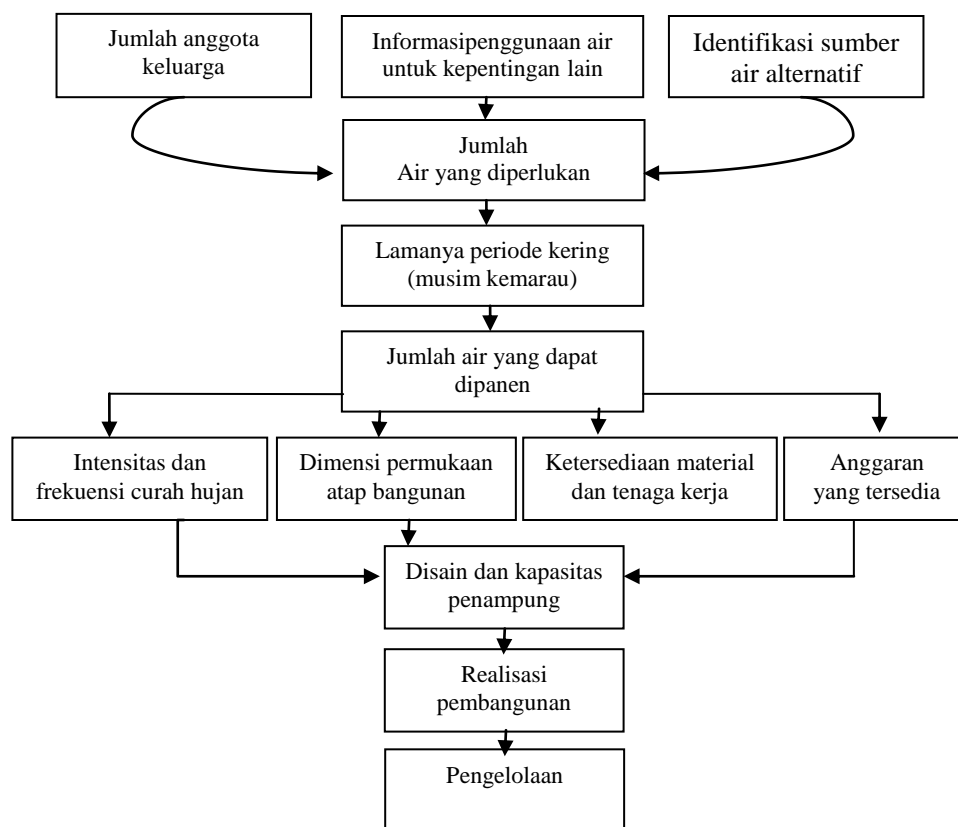 Jumlah anggota
keluarga
Informasipenggunaan air
untuk kepentingan lain
Identifikasi sumber
air alternatif
Jumlah
Air yang diperlukan
Lamanya periode kering
(musim kemarau)
Jumlah air yang dapat
dipanen
Intensitas dan
frekuensi curah hujan
Dimensi permukaan
atap bangunan
Ketersediaan material
dan tenaga kerja
Anggaran
yang tersedia
Disain dan kapasitas
penampung
Realisasi
pembangunan
Pengelolaan